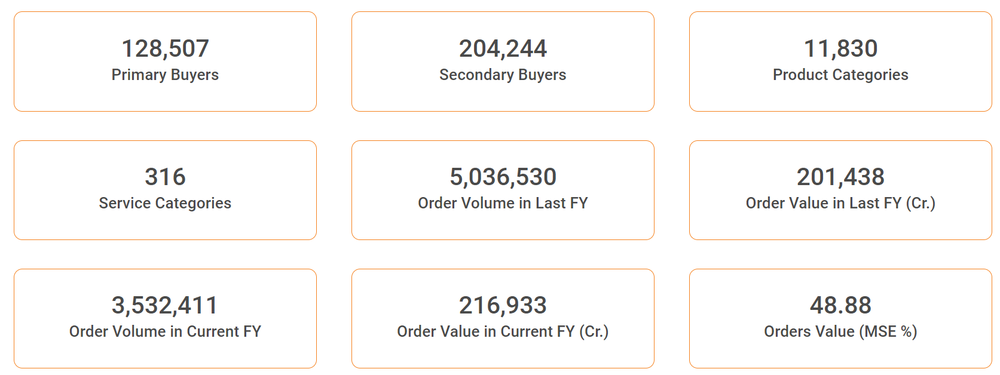 128,507
Primary Buyers
204,244
Secondary Buyers
11,830
Product Categories
316
Service Categories
5,036,530
Order Volume in Last FY
201,438
Order Value in Last FY (Cr.)
3,532,411
Order Volume in Current FY
216,933
Order Value in Current FY (Cr.)
48.88
Orders Value (MSE %)